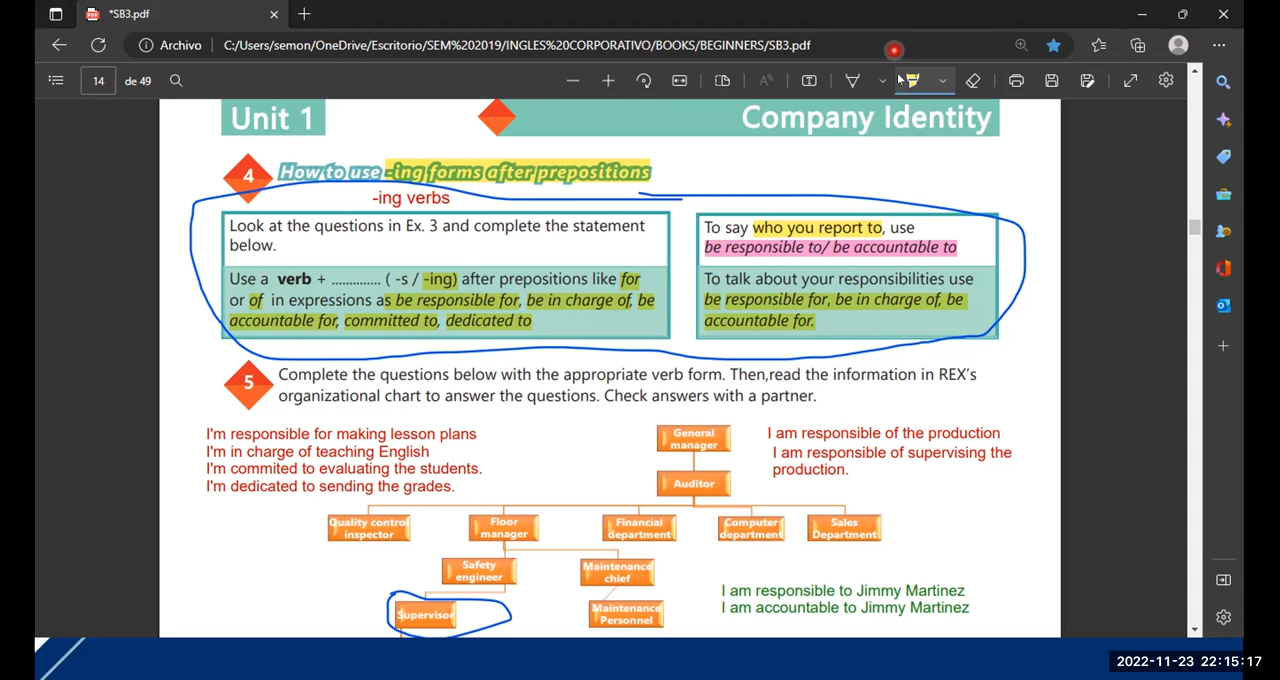 *SB3.pdf
Archivo
C:/Users/semon/OneDrive/Escritorio/SEM%202019/INGLES%20CORPORATIVO/BOOKS/BEGINNERS/SB3.pdf
14 de 49
Unit 1
Company Identity
4 How to use -ing forms after prepositions
-ing verbs
Look at the questions in Ex. 3 and complete the statement
below.
Use a verb + .............. ( -s / -ing) after prepositions like for
or of in expressions as be responsible for, be in charge of, be
accountable for, committed to, dedicated to
To say who you report to, use
be responsible to/ be accountable to
To talk about your responsibilities use
be responsible for, be in charge of, be
accountable for.
5 Complete the questions below with the appropriate verb form. Then,read the information in REX's
organizational chart to answer the questions. Check answers with a partner.
I'm responsible for making lesson plans
I'm in charge of teaching English
I'm commited to evaluating the students.
I'm dedicated to sending the grades.
General
manager
I am responsible of the production
I am responsible of supervising the
production.
Auditor
Quality control
inspector
Floor
manager
Financial
department
Computer
department
Sales
Department
Safety
engineer
Maintenance
chief
Supervisor
Maintenance
Personnel
I am responsible to Jimmy Martinez
I am accountable to Jimmy Martinez
2022-11-23 22:15:17